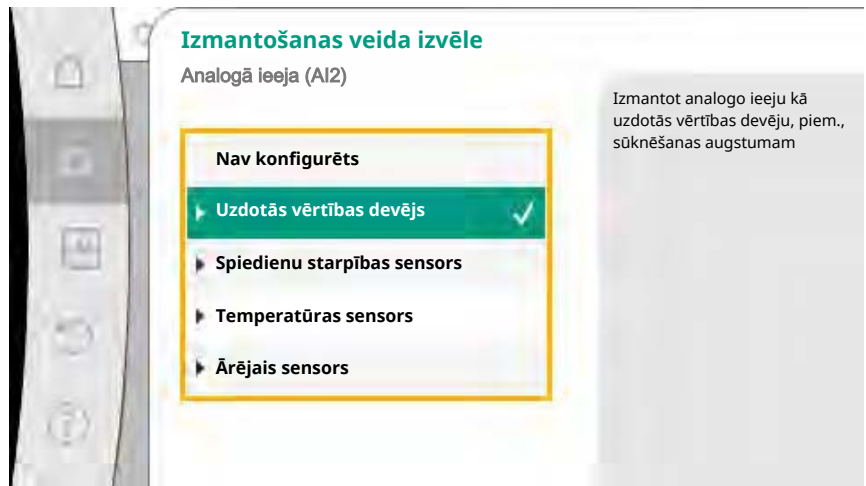 Izmantošanas veida izvēle
Analogā ieeja (AI2)
Nav konfigurēts
Uzdotās vērtības devējs
Spiedienu starpības sensors
Temperatūras sensors
Ārējais sensors
Izmantot analogo ieeju kā
uzdotās vērtības devēju, piem.,
sūknēšanas augstumam